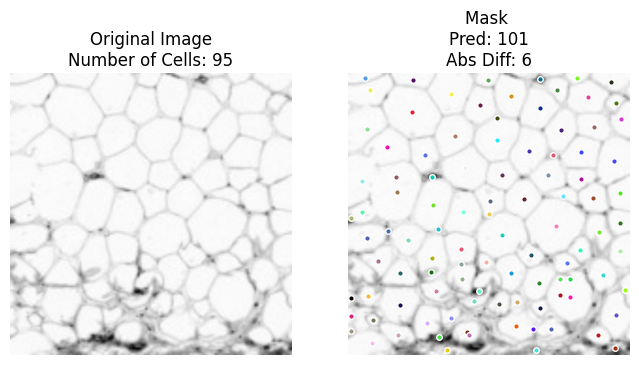 Original Image
Number of Cells: 95
Mask
Pred: 101
Abs Diff: 6